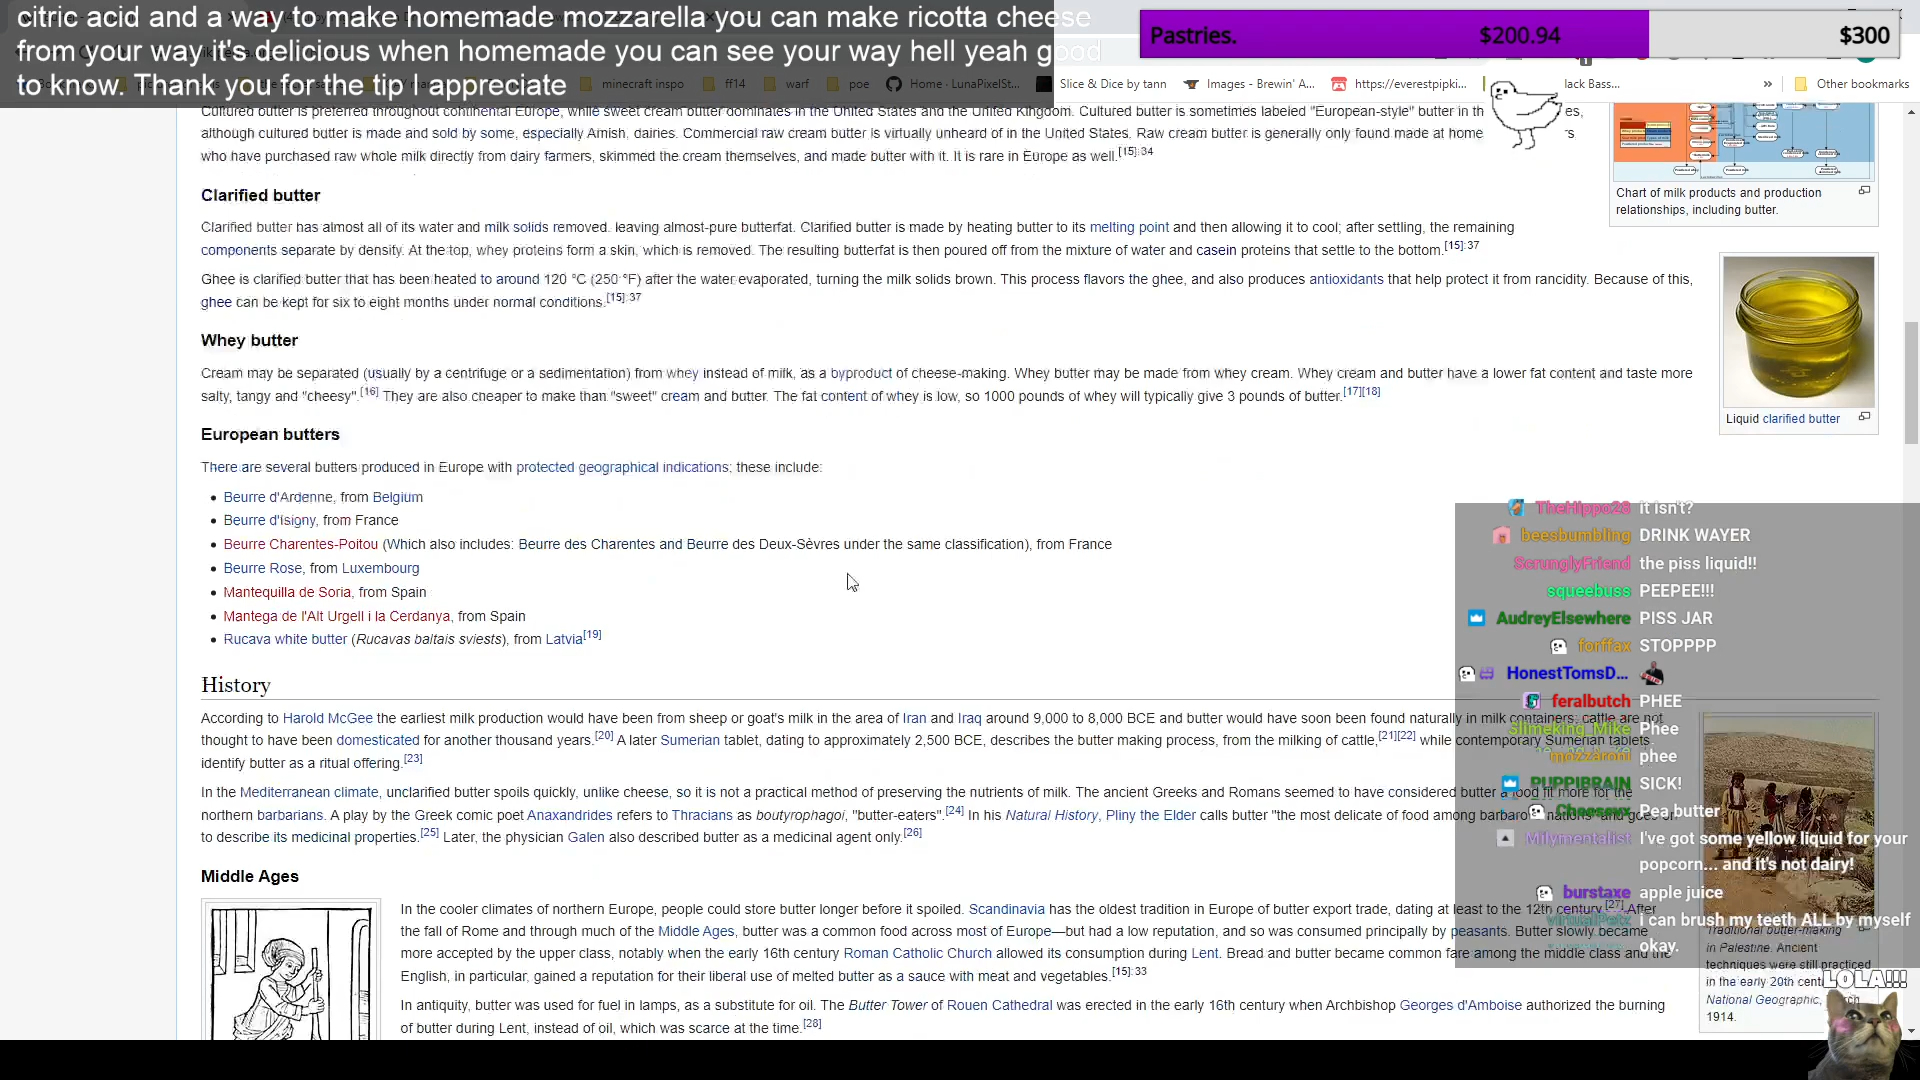 citric acid and a way to make homemade mozzarella you can make ricotta cheese
from your way it's delicious when homemade you can see your way hell yeah good
to know. Thank you for the tip I appreciate
Pastries. $200.94 $300
minecraft inspo ff14 warf poe Home · LunaPixelSt... Slice & Dice by tann Images - Brewin' A... https://everestpipki... lack Bass... » Other bookmarks
Cultured butter is preferred throughout continental Europe, while sweet cream butter dominates in the United States and the United Kingdom. Cultured butter is sometimes labeled "European-style" butter in th es,
although cultured butter is made and sold by some, especially Amish, dairies. Commercial raw cream butter is virtually unheard of in the United States. Raw cream butter is generally only found made at home s
who have purchased raw whole milk directly from dairy farmers, skimmed the cream themselves, and made butter with it. It is rare in Europe as well.[15]:34
Chart of milk products and production
relationships, including butter.
Clarified butter
Clarified butter has almost all of its water and milk solids removed, leaving almost-pure butterfat. Clarified butter is made by heating butter to its melting point and then allowing it to cool; after settling, the remaining
components separate by density. At the top, whey proteins form a skin, which is removed. The resulting butterfat is then poured off from the mixture of water and casein proteins that settle to the bottom.[15]:37
Ghee is clarified butter that has been heated to around 120 °C (250 °F) after the water evaporated, turning the milk solids brown. This process flavors the ghee, and also produces antioxidants that help protect it from rancidity. Because of this,
ghee can be kept for six to eight months under normal conditions.[15]:37
Liquid clarified butter
Whey butter
Cream may be separated (usually by a centrifuge or a sedimentation) from whey instead of milk, as a byproduct of cheese-making. Whey butter may be made from whey cream. Whey cream and butter have a lower fat content and taste more
salty, tangy and "cheesy".[16] They are also cheaper to make than "sweet" cream and butter. The fat content of whey is low, so 1000 pounds of whey will typically give 3 pounds of butter.[17][18]
European butters
There are several butters produced in Europe with protected geographical indications; these include:
• Beurre d'Ardenne, from Belgium
• Beurre d'Isigny, from France
• Beurre Charentes-Poitou (Which also includes: Beurre des Charentes and Beurre des Deux-Sèvres under the same classification), from France
• Beurre Rose, from Luxembourg
• Mantequilla de Soria, from Spain
• Mantega de l'Alt Urgell i la Cerdanya, from Spain
• Rucava white butter (Rucavas baltais sviests), from Latvia[19]
History
According to Harold McGee the earliest milk production would have been from sheep or goat's milk in the area of Iran and Iraq around 9,000 to 8,000 BCE and butter would have soon been found naturally in milk containers; cattle are not
thought to have been domesticated for another thousand years.[20] A later Sumerian tablet, dating to approximately 2,500 BCE, describes the butter making process, from the milking of cattle,[21][22] while contemporary Sumerian tablets
identify butter as a ritual offering.[23]
In the Mediterranean climate, unclarified butter spoils quickly, unlike cheese, so it is not a practical method of preserving the nutrients of milk. The ancient Greeks and Romans seemed to have considered butter a food fit more for the
northern barbarians. A play by the Greek comic poet Anaxandrides refers to Thracians as boutyrophagoi, "butter-eaters".[24] In his Natural History, Pliny the Elder calls butter "the most delicate of food among barbaro nations" and goes on
to describe its medicinal properties.[25] Later, the physician Galen also described butter as a medicinal agent only.[26]
Middle Ages
In the cooler climates of northern Europe, people could store butter longer before it spoiled. Scandinavia has the oldest tradition in Europe of butter export trade, dating at least to the 12th century.[27] After
the fall of Rome and through much of the Middle Ages, butter was a common food across most of Europe—but had a low reputation, and so was consumed principally by peasants. Butter slowly became
more accepted by the upper class, notably when the early 16th century Roman Catholic Church allowed its consumption during Lent. Bread and butter became common fare among the middle class and the
English, in particular, gained a reputation for their liberal use of melted butter as a sauce with meat and vegetables.[15]:33
In antiquity, butter was used for fuel in lamps, as a substitute for oil. The Butter Tower of Rouen Cathedral was erected in the early 16th century when Archbishop Georges d'Amboise authorized the burning
of butter during Lent, instead of oil, which was scarce at the time.[28]
TheHippo28 it isn't?
beesbumbling DRINK WAYER
ScrunglyFriend the piss liquid!!
squeebuss PEEPEE!!!
AudreyElsewhere PISS JAR
forffax STOPPPP
HonestTomsD...
feralbutch PHEE
Slimeking_Mike Phee
mozzaroni phee
PUPPIBRAIN SICK!
Cheesexx Pea butter
Milymentalist I've got some yellow liquid for your
popcorn... and it's not dairy!
burstaxe apple juice
i can brush my teeth ALL by myself
okay.
Traditional butter-making
in Palestine. Ancient
techniques were still practiced
in the early 20th cent
National Geographic,
1914.
LOLA!!!